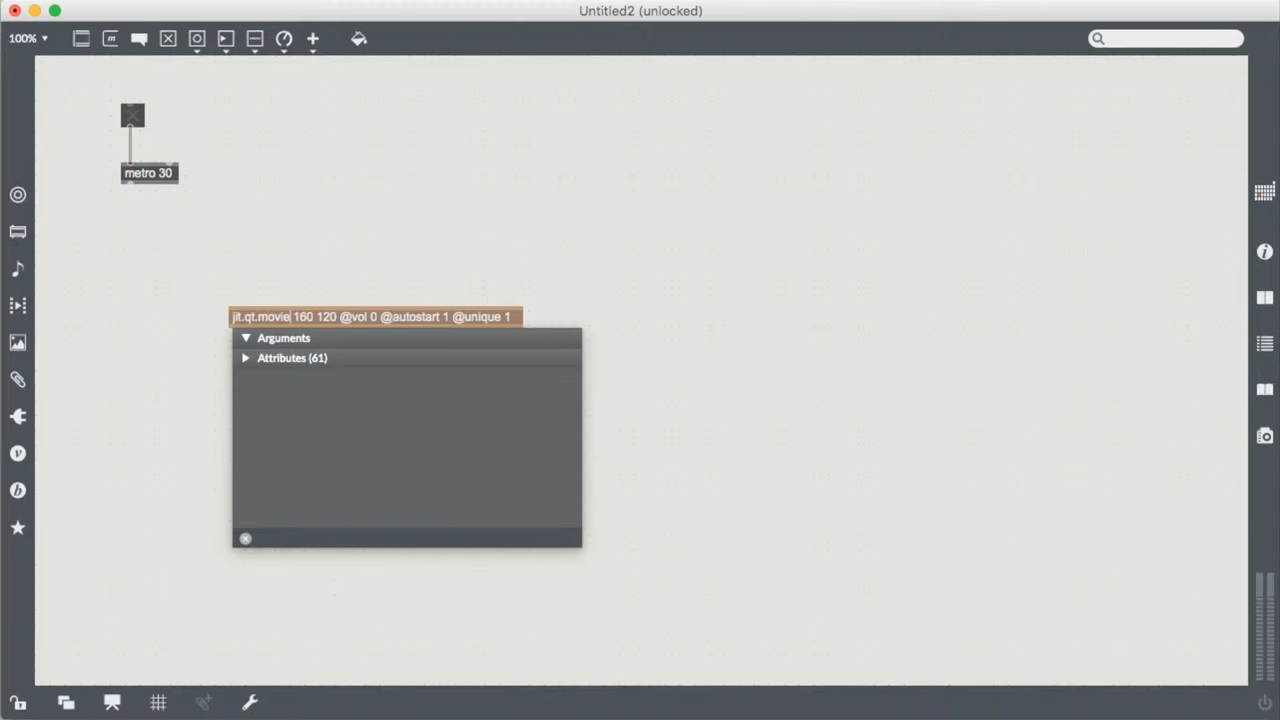 Untitled2 (unlocked)
100%
m
metro 30
jit.qt.movie 160 120 @vol 0 @autostart 1 @unique 1
Arguments
Attributes (61)
i
v
b